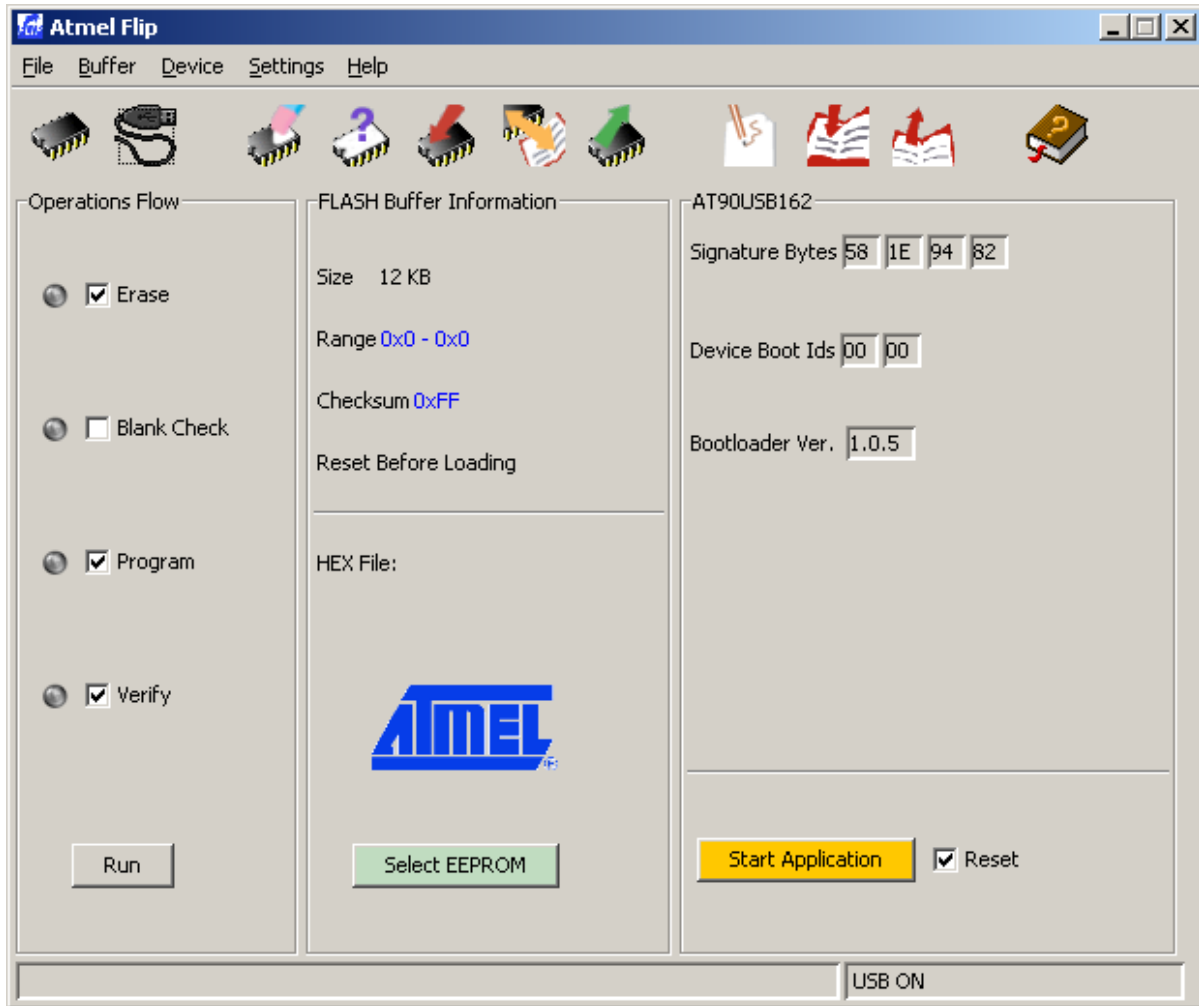 Atmel Flip
File Buffer Device Settings Help
Operations Flow
Erase
Blank Check
Program
Verify
Run
FLASH Buffer Information
Size 12 KB
Range 0x0 - 0x0
Checksum 0xFF
Reset Before Loading
HEX File:
ATMEL®
Select EEPROM
AT90USB162
Signature Bytes 58 1E 94 82
Device Boot Ids 00 00
Bootloader Ver. 1.0.5
Start Application Reset
USB ON